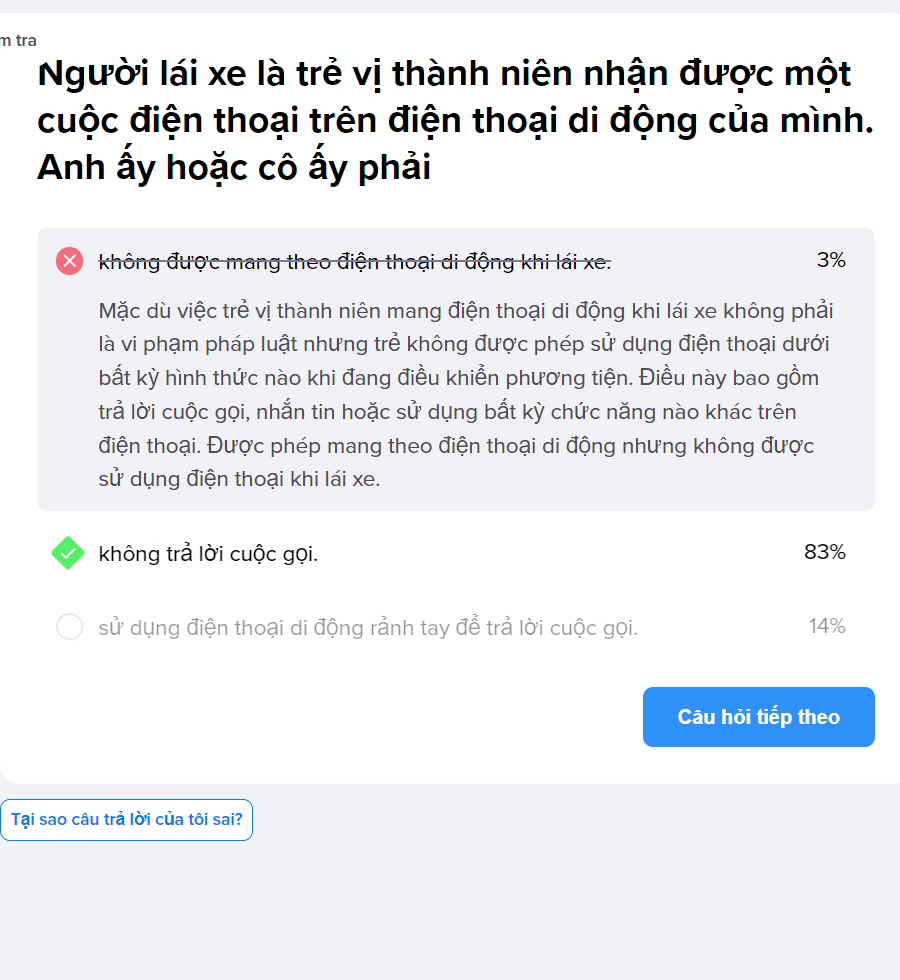 m tra
Người lái xe là trẻ vị thành niên nhận được một
cuộc điện thoại trên điện thoại di động của mình.
Anh ấy hoặc cô ấy phải
không được mang theo điện thoại di động khi lái xe.
3%
Mặc dù việc trẻ vị thành niên mang điện thoại di động khi lái xe không phải
là vi phạm pháp luật nhưng trẻ không được phép sử dụng điện thoại dưới
bất kỳ hình thức nào khi đang điều khiển phương tiện. Điều này bao gồm
trả lời cuộc gọi, nhắn tin hoặc sử dụng bất kỳ chức năng nào khác trên
điện thoại. Được phép mang theo điện thoại di động nhưng không được
sử dụng điện thoại khi lái xe.
không trả lời cuộc gọi.
83%
sử dụng điện thoại di động rảnh tay để trả lời cuộc gọi.
14%
Câu hỏi tiếp theo
Tại sao câu trả lời của tôi sai?